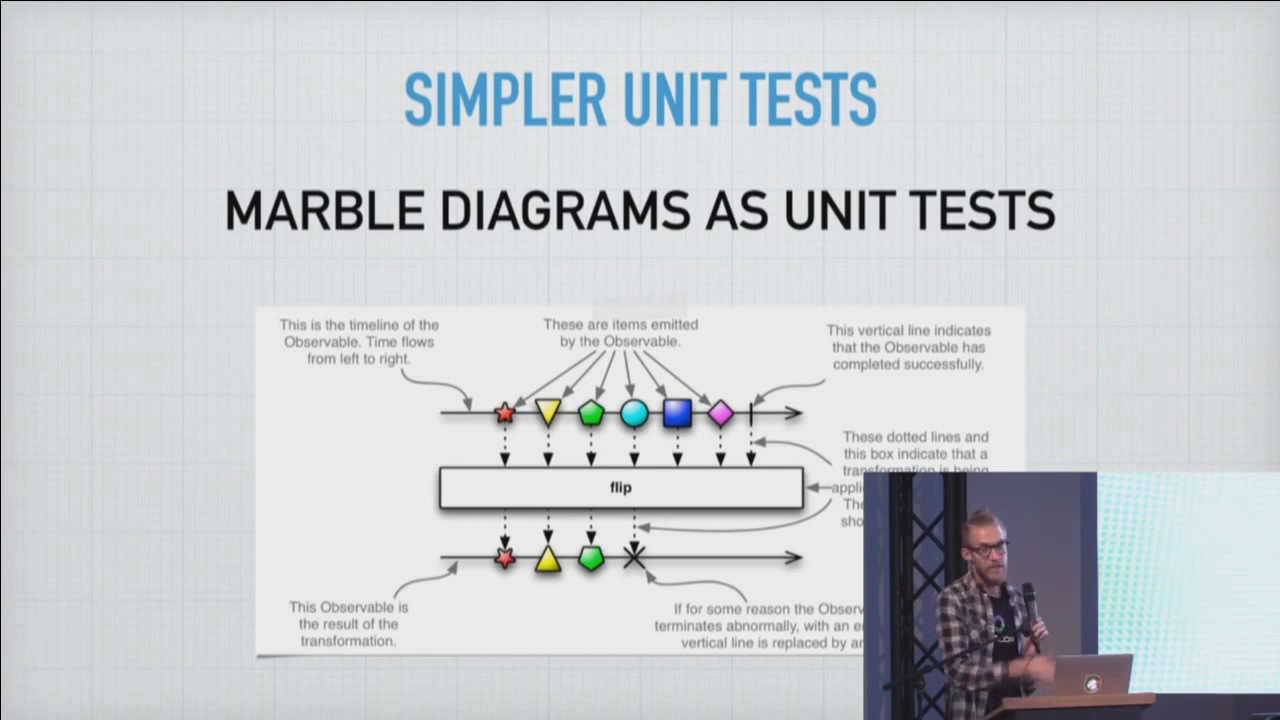 SIMPLER UNIT TESTS
MARBLE DIAGRAMS AS UNIT TESTS
This is the timeline of the
Observable. Time flows
from left to right.
These are items emitted
by the Observable.
This vertical line indicates
that the Observable has
completed successfully.
These dotted lines and
this box indicate that a
transformation is being
flip
This Observable is
the result of the
transformation.
If for some reason the
terminates abnormally, with an
vertical line is replaced by